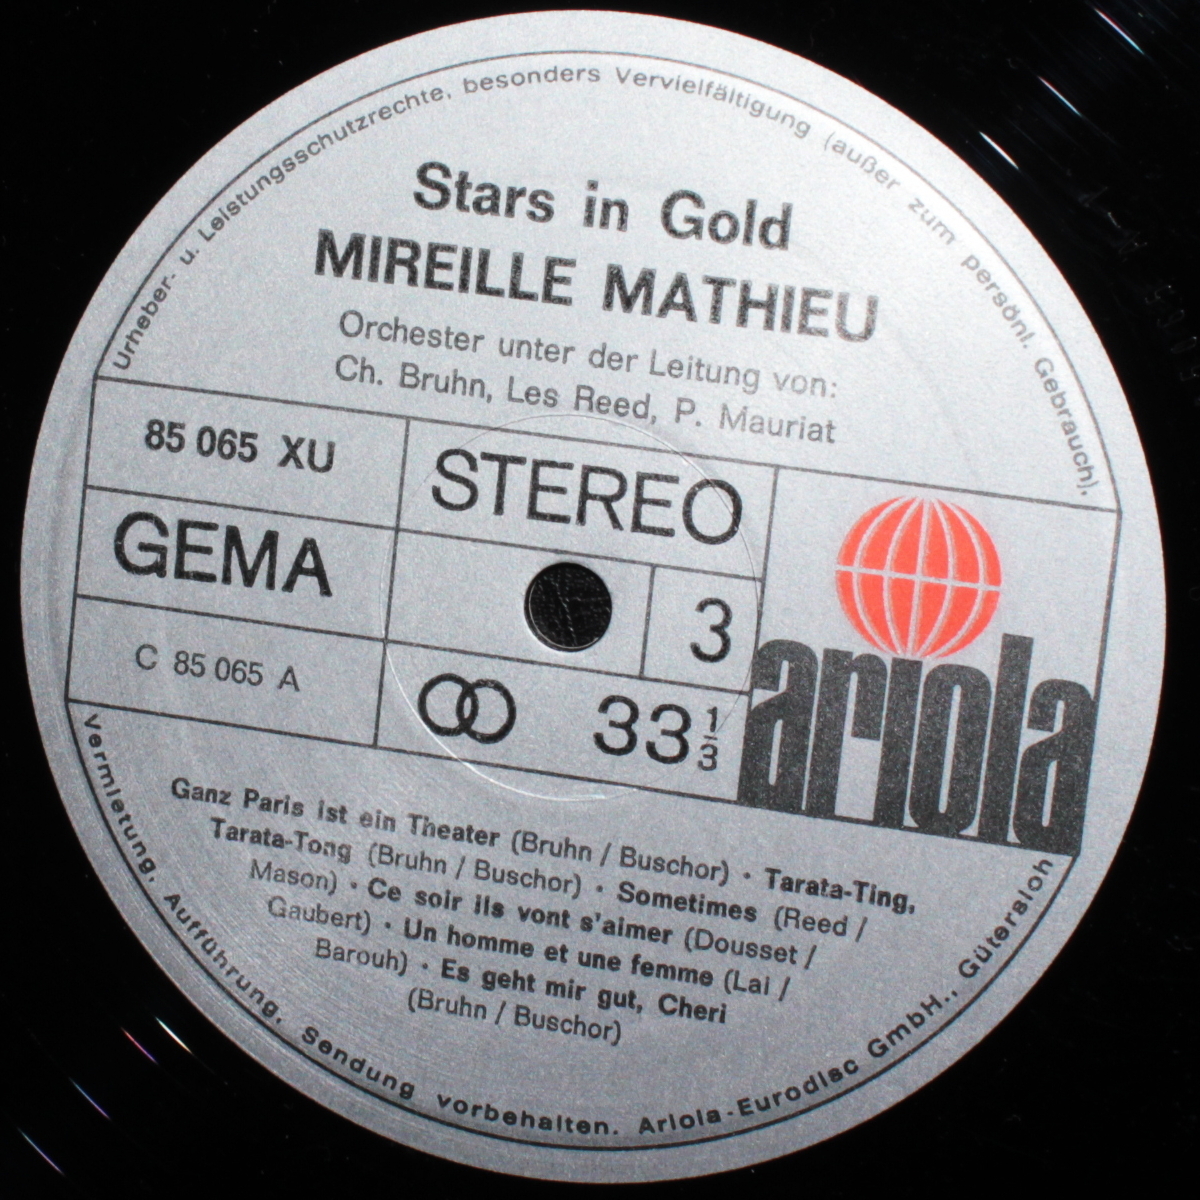 Urheber- u. Leistungsschutzrechte, besonders Vervielfältigung (außer zum persönl. Gebrauch),
Stars in Gold
MIREILLE MATHIEU
Orchester unter der Leitung von:
Ch. Bruhn, Les Reed, P. Mauriat
85 065 XU
STEREO
GEMA
3
C 85 065 A
33 1/3
ariola
Ganz Paris ist ein Theater (Bruhn / Buschor) · Tarata-Ting,
Tarata-Tong (Bruhn / Buschor) · Sometimes (Reed /
Mason) · Ce soir ils vont s'aimer (Dousset /
Gaubert) · Un homme et une femme (Lai /
Barouh) · Es geht mir gut, Cheri
(Bruhn / Buschor)
Vermietung, Aufführung, Sendung vorbehalten. Ariola-Eurodisc GmbH., Gütersloh